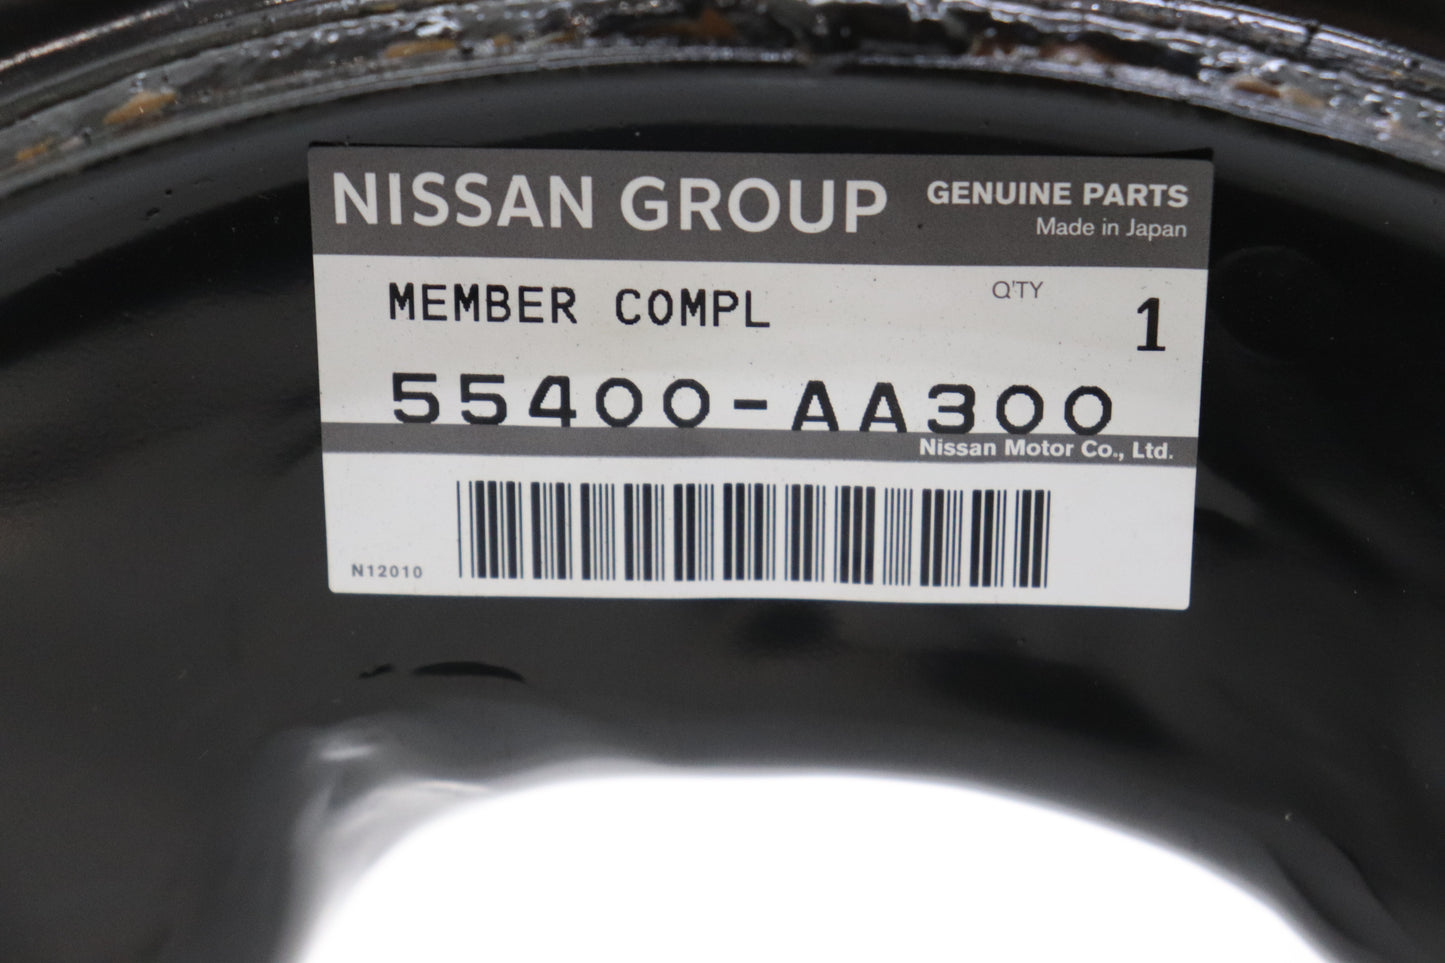 NISSAN GROUP
GENUINE PARTS
Made in Japan
MEMBER COMPL
Q'TY
1
55400-AA300
Nissan Motor Co., Ltd.
N12010